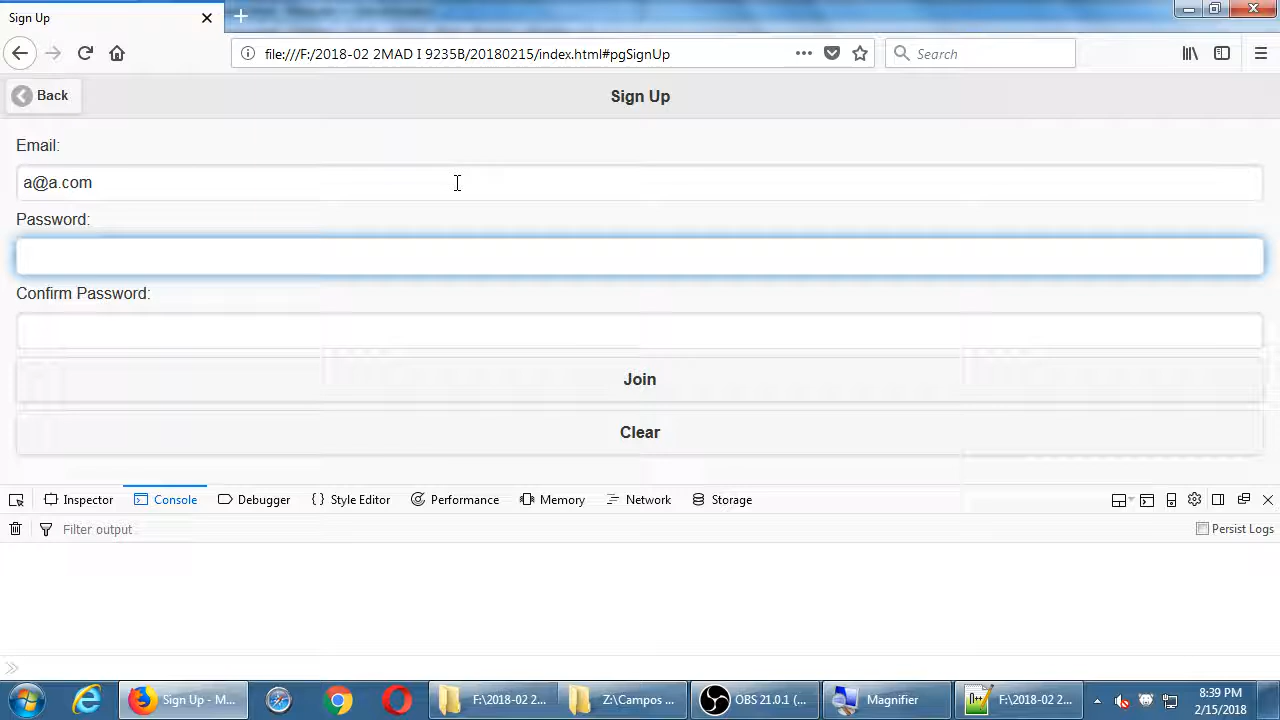 Sign Up
file:///F:/2018-02 2MAD I 9235B/20180215/index.html#pgSignUp
Search
Back
Sign Up
Email:
a@a.com
Password:
Confirm Password:
Join
Clear
Inspector
Console
Debugger
Style Editor
Performance
Memory
Network
Storage
Filter output
Persist Logs
Sign Up - M...
F:\2018-02 2...
Z:\Campos ...
OBS 21.0.1 (...
Magnifier
F:\2018-02 2...
8:39 PM
2/15/2018